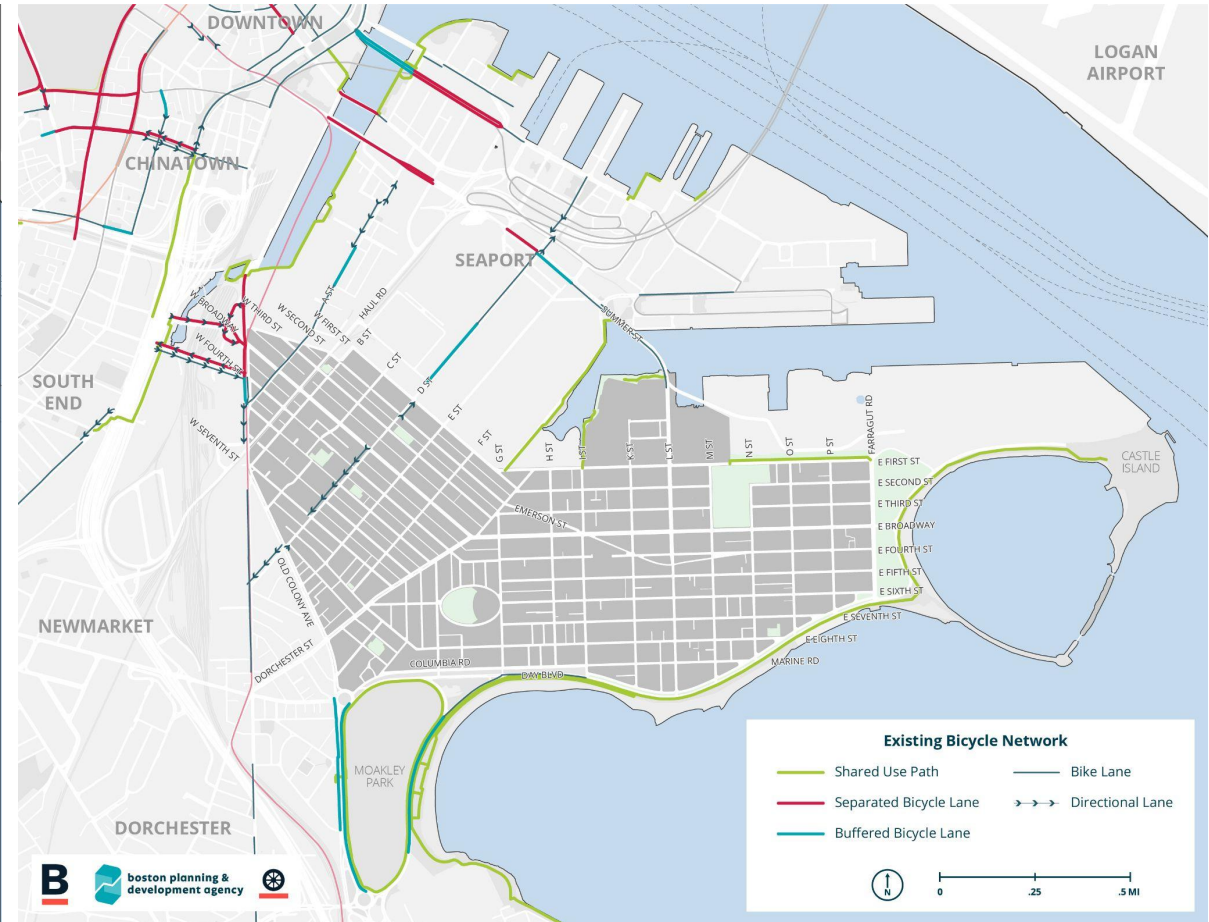 DOWNTOWN
LOGAN
AIRPORT
CHINATOWN
SEAPORT
HAUL RD
A ST
W BROADWAY
W THIRD ST
W SECOND ST
W FIRST ST
B ST
SUMMER ST
W FOURTH ST
C ST
SOUTH
END
D ST
E ST
F ST
W SEVENTH ST
G ST
H ST
I ST
K ST
L ST
M ST
N ST
O ST
P ST
FARRAGUT RD
CASTLE
ISLAND
E FIRST ST
E SECOND ST
E THIRD ST
EMERSON ST
E BROADWAY
E FOURTH ST
E FIFTH ST
E SIXTH ST
OLD COLONY AVE
NEWMARKET
E SEVENTH ST
E EIGHTH ST
DORCHESTER ST
COLUMBIA RD
MARINE RD
DAY BLVD
MOAKLEY
PARK
DORCHESTER
Existing Bicycle Network
Shared Use Path
Bike Lane
Separated Bicycle Lane
Directional Lane
Buffered Bicycle Lane
B
boston planning &
development agency
N
0 .25 .5 MI